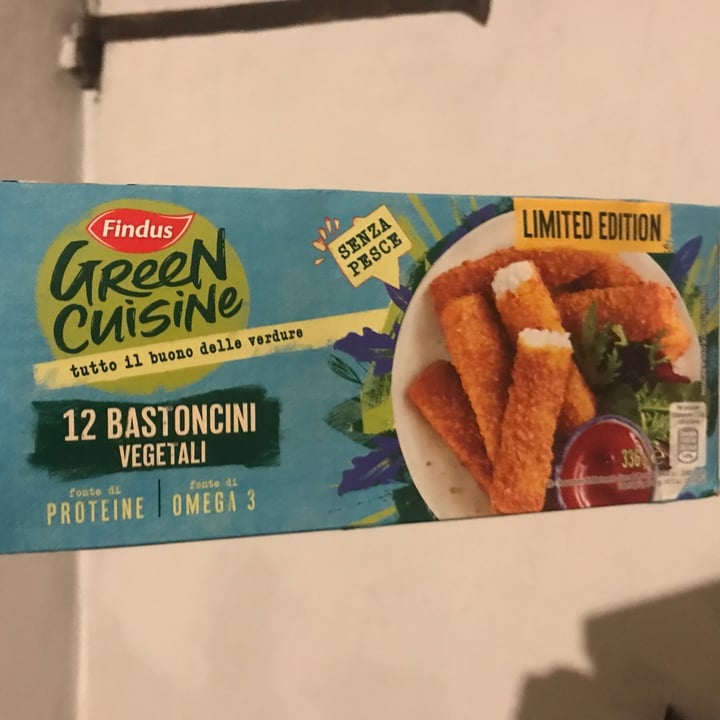 Findus
GREEN
CUISINE
tutto il buono delle verdure
12 BASTONCINI
VEGETALI
fonte di
PROTEINE
fonte di
OMEGA 3
SENZA
PESCE
LIMITED EDITION
336